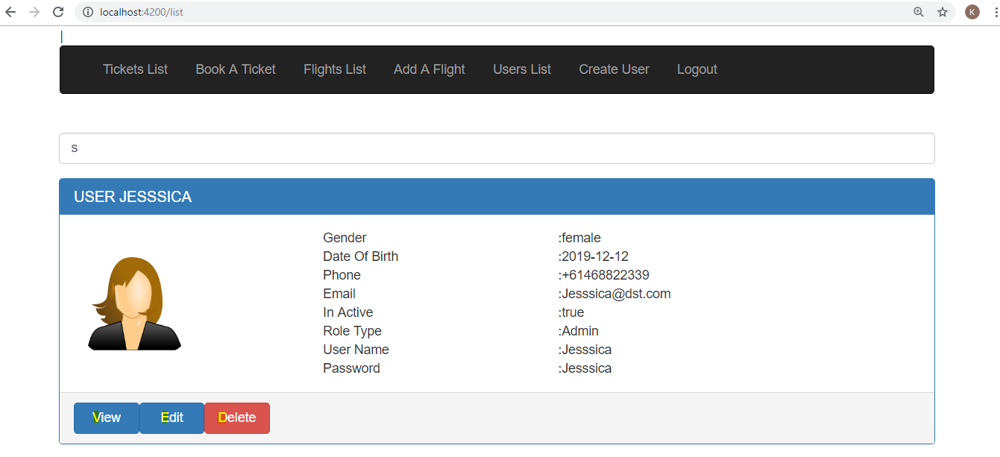 localhost:4200/list
K
Tickets List Book A Ticket Flights List Add A Flight Users List Create User Logout
s
USER JESSSICA
Gender :female
Date Of Birth :2019-12-12
Phone :+61468822339
Email :Jesssica@dst.com
In Active :true
Role Type :Admin
User Name :Jesssica
Password :Jesssica
View Edit Delete